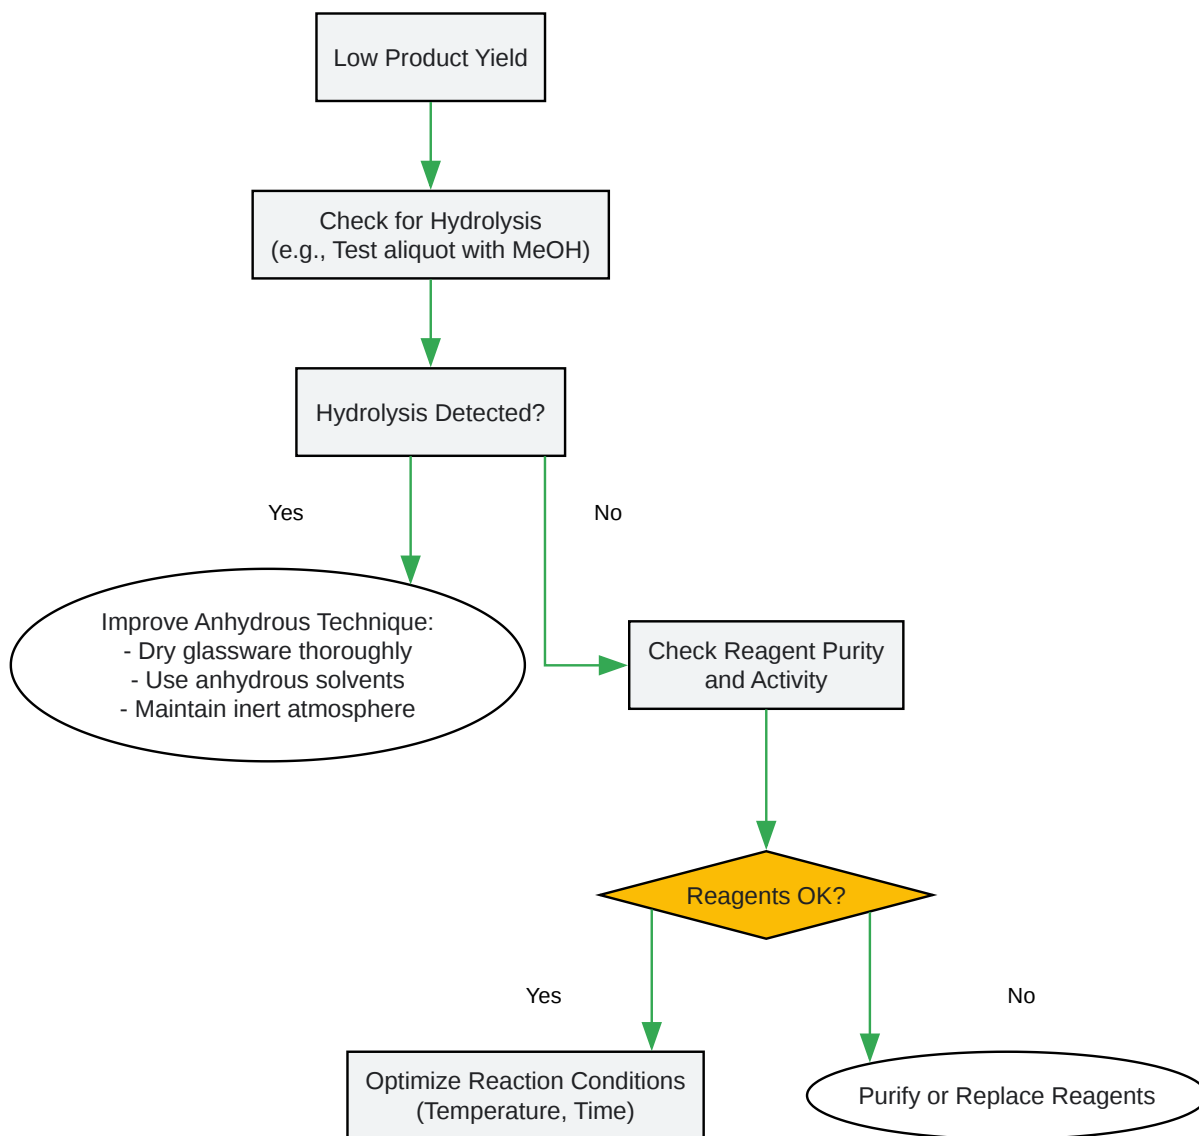 Low Product Yield
Check for Hydrolysis
(e.g., Test aliquot with MeOH)
Hydrolysis Detected?
Yes
No
Improve Anhydrous Technique:
- Dry glassware thoroughly
- Use anhydrous solvents
- Maintain inert atmosphere
Check Reagent Purity
and Activity
Reagents OK?
Yes
No
Optimize Reaction Conditions
(Temperature, Time)
Purify or Replace Reagents